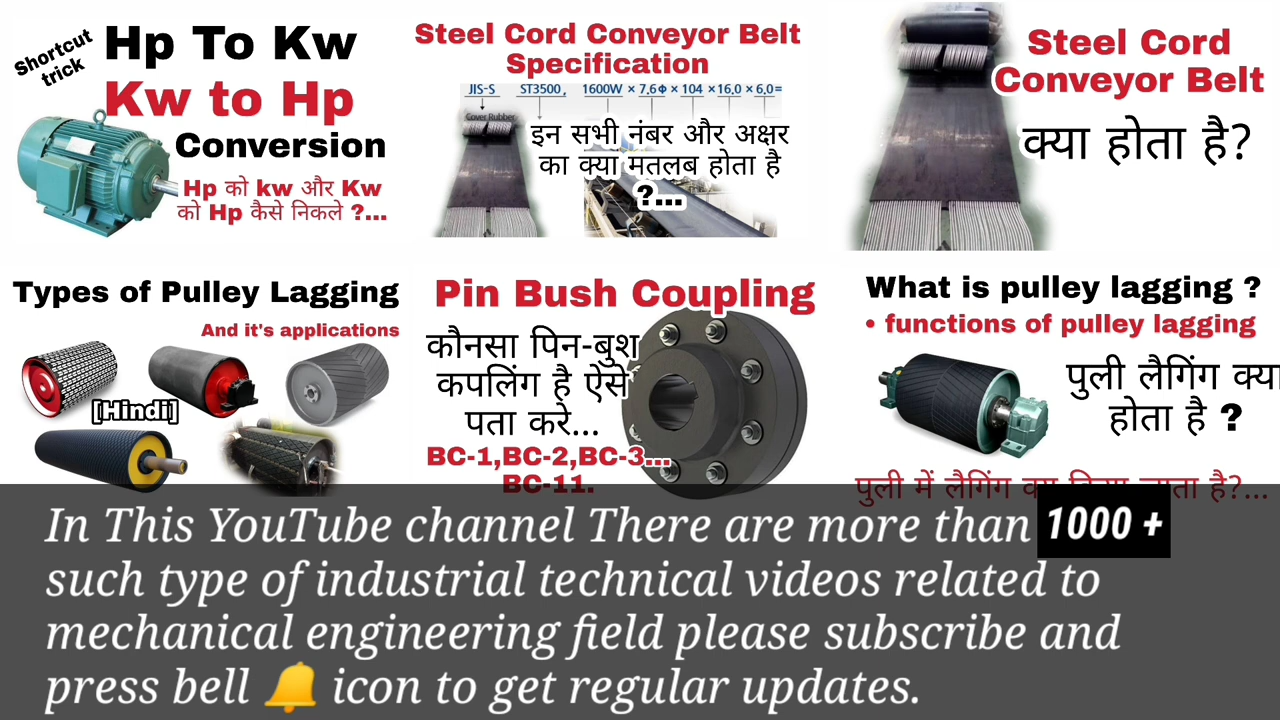 Shortcut
trick
Hp To Kw
Kw to Hp
Conversion
Hp को kw और Kw
को Hp कैसे निकले ?...
Steel Cord Conveyor Belt
Specification
JIS-S ST3500, 1600W × 7,6Φ × 104 ×16,0 × 6,0=
Cover Rubber
इन सभी नंबर और अक्षर
का क्या मतलब होता है
?...
Steel Cord
Conveyor Belt
क्या होता है?
Types of Pulley Lagging
And it's applications
[Hindi]
Pin Bush Coupling
कौनसा पिन-बुश
कपलिंग है ऐसे
पता करे...
BC-1,BC-2,BC-3...
BC-11.
What is pulley lagging ?
• functions of pulley lagging
पुली लैगिंग क्या
होता है ?
पुली में लैगिंग क्यों किया जाता है?...
In This YouTube channel There are more than 1000 +
such type of industrial technical videos related to
mechanical engineering field please subscribe and
press bell 🔔 icon to get regular updates.